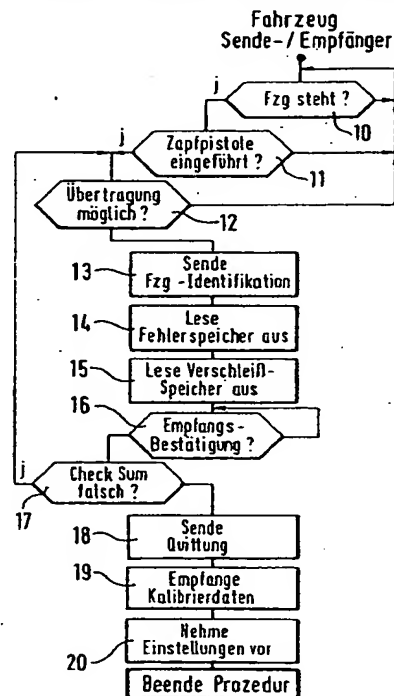 Fahrzeug
Sende-/Empfänger
j
Fzg steht ?
10
j
Zapfpistole
eingeführt ?
11
Übertragung
möglich ?
12
13
Sende
Fzg-Identifikation
14
Lese
Fehlerspeicher aus
15
Lese Verschleiß-
Speicher aus
16
Empfangs-
Bestätigung ?
j
Check Sum
falsch ?
17
18
Sende
Quittung
19
Empfange
Kalibrierdaten
20
Nehme
Einstellungen vor
Beende Prozedur